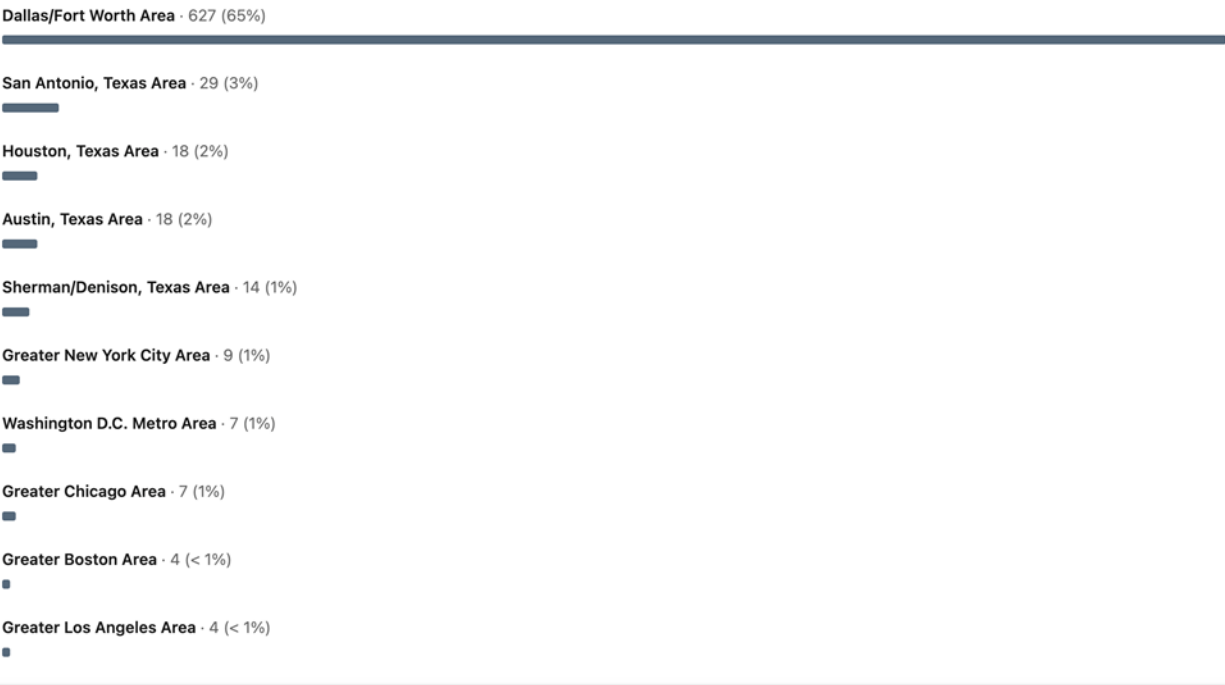 Dallas/Fort Worth Area · 627 (65%)
San Antonio, Texas Area · 29 (3%)
Houston, Texas Area · 18 (2%)
Austin, Texas Area · 18 (2%)
Sherman/Denison, Texas Area · 14 (1%)
Greater New York City Area · 9 (1%)
Washington D.C. Metro Area · 7 (1%)
Greater Chicago Area · 7 (1%)
Greater Boston Area · 4 (< 1%)
Greater Los Angeles Area · 4 (< 1%)